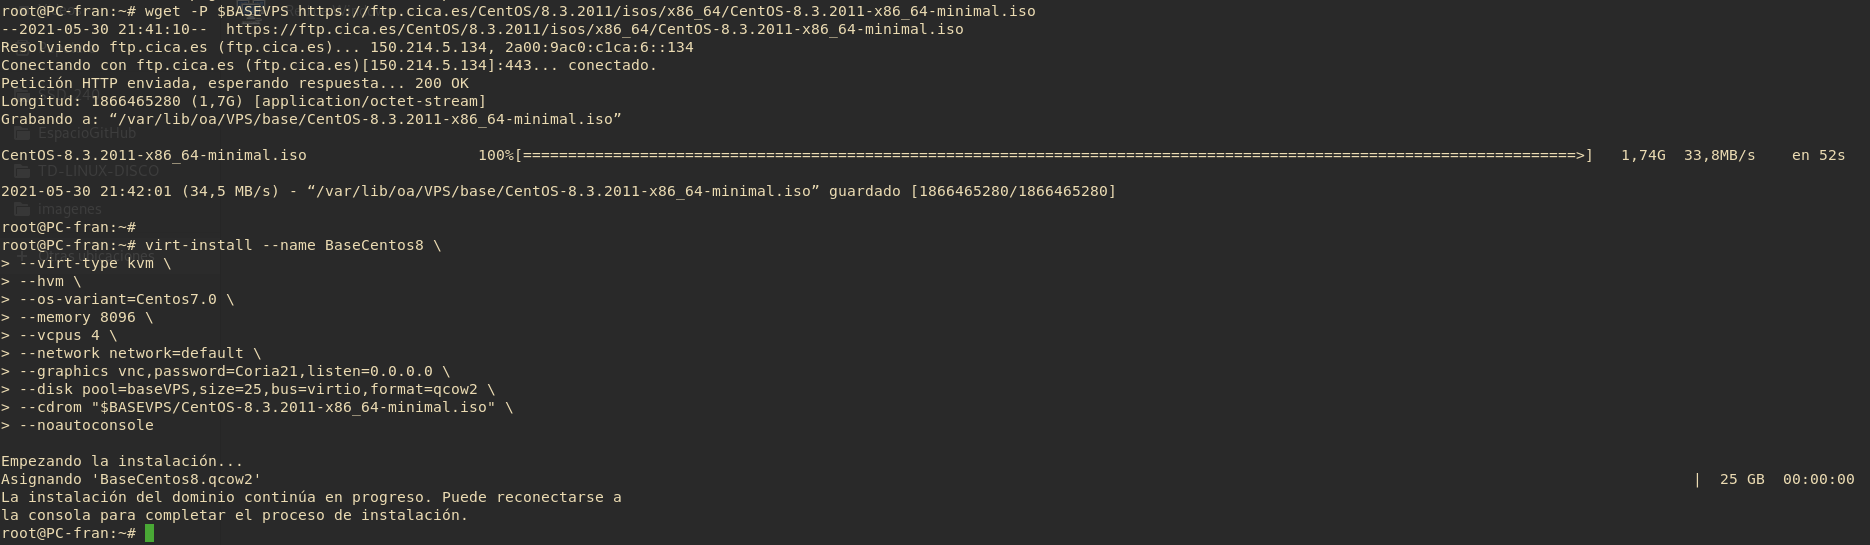 root@PC-fran:~# wget -P $BASEVPS https://ftp.cica.es/CentOS/8.3.2011/isos/x86_64/CentOS-8.3.2011-x86_64-minimal.iso
--2021-05-30 21:41:10--  https://ftp.cica.es/CentOS/8.3.2011/isos/x86_64/CentOS-8.3.2011-x86_64-minimal.iso
Resolviendo ftp.cica.es (ftp.cica.es)... 150.214.5.134, 2a00:9ac0:c1ca:6::134
Conectando con ftp.cica.es (ftp.cica.es)[150.214.5.134]:443... conectado.
Petición HTTP enviada, esperando respuesta... 200 OK
Longitud: 1866465280 (1,7G) [application/octet-stream]
Grabando a: “/var/lib/oa/VPS/base/CentOS-8.3.2011-x86_64-minimal.iso”
EspacioGitHub
CentOS-8.3.2011-x86_64-minimal.iso 100%[=====================================================================================================================>] 1,74G 33,8MB/s en 52s
TD-LINUX-DISCO
2021-05-30 21:42:01 (34,5 MB/s) - “/var/lib/oa/VPS/base/CentOS-8.3.2011-x86_64-minimal.iso” guardado [1866465280/1866465280]
imagenes
root@PC-fran:~#
root@PC-fran:~# virt-install --name BaseCentos8 \
> --virt-type kvm \
> --hvm \
> --os-variant=Centos7.0 \
> --memory 8096 \
> --vcpus 4 \
> --network network=default \
> --graphics vnc,password=Coria21,listen=0.0.0.0 \
> --disk pool=baseVPS,size=25,bus=virtio,format=qcow2 \
> --cdrom "$BASEVPS/CentOS-8.3.2011-x86_64-minimal.iso" \
> --noautoconsole
Empezando la instalación...
Asignando 'BaseCentos8.qcow2' | 25 GB 00:00:00
La instalación del dominio continúa en progreso. Puede reconectarse a
la consola para completar el proceso de instalación.
root@PC-fran:~#